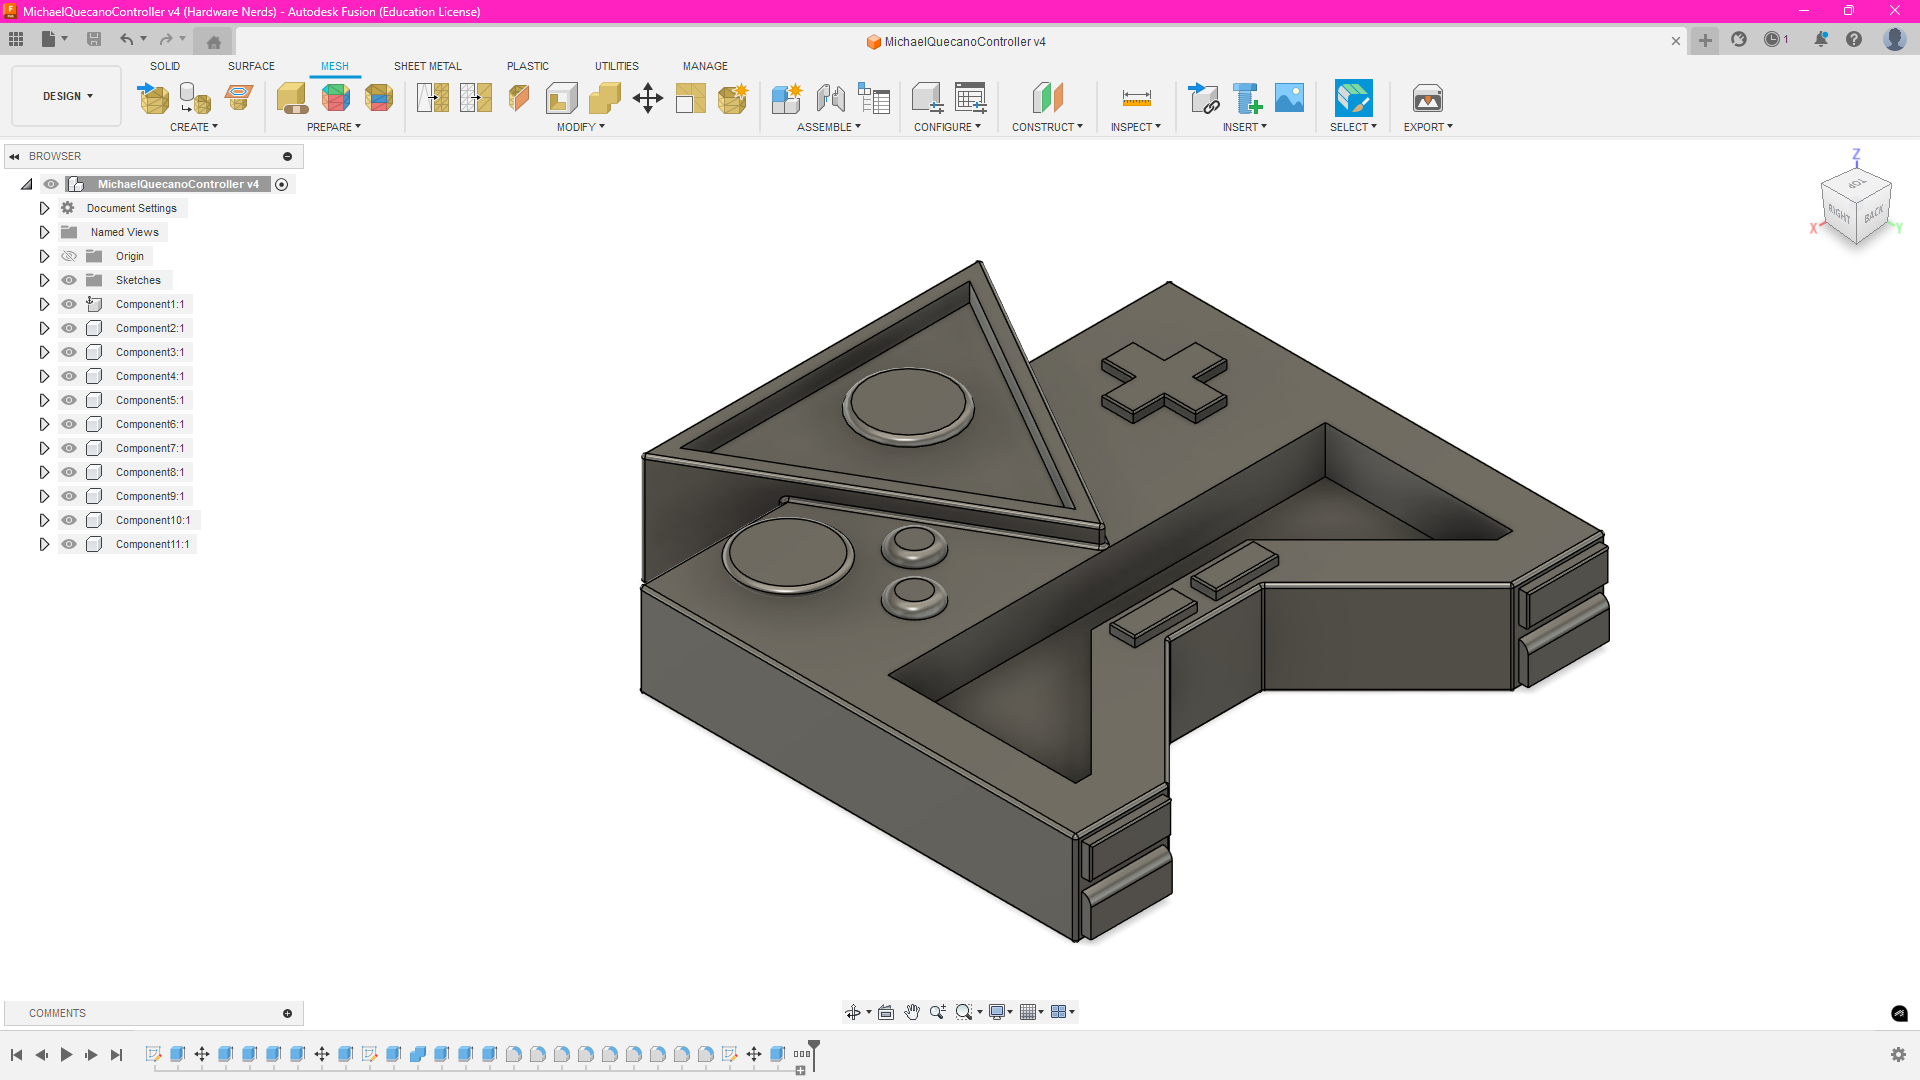 MichaelQuecanoController v4 (Hardware Nerds) - Autodesk Fusion (Education License)
MichaelQuecanoController v4
1
SOLID SURFACE MESH SHEET METAL PLASTIC UTILITIES MANAGE
DESIGN
CREATE PREPARE MODIFY ASSEMBLE CONFIGURE CONSTRUCT INSPECT INSERT SELECT EXPORT
BROWSER
MichaelQuecanoController v4
Document Settings
Named Views
Origin
Sketches
Component1:1
Component2:1
Component3:1
Component4:1
Component5:1
Component6:1
Component7:1
Component8:1
Component9:1
Component10:1
Component11:1
Z
TOP
RIGHT BACK
X Y
COMMENTS